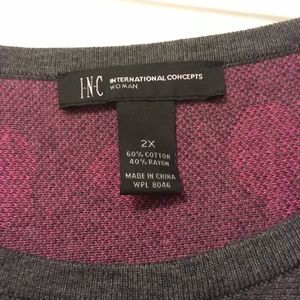 I·N·C INTERNATIONAL CONCEPTS
WOMAN
2X
60% COTTON
40% RAYON
MADE IN CHINA
WPL 8046